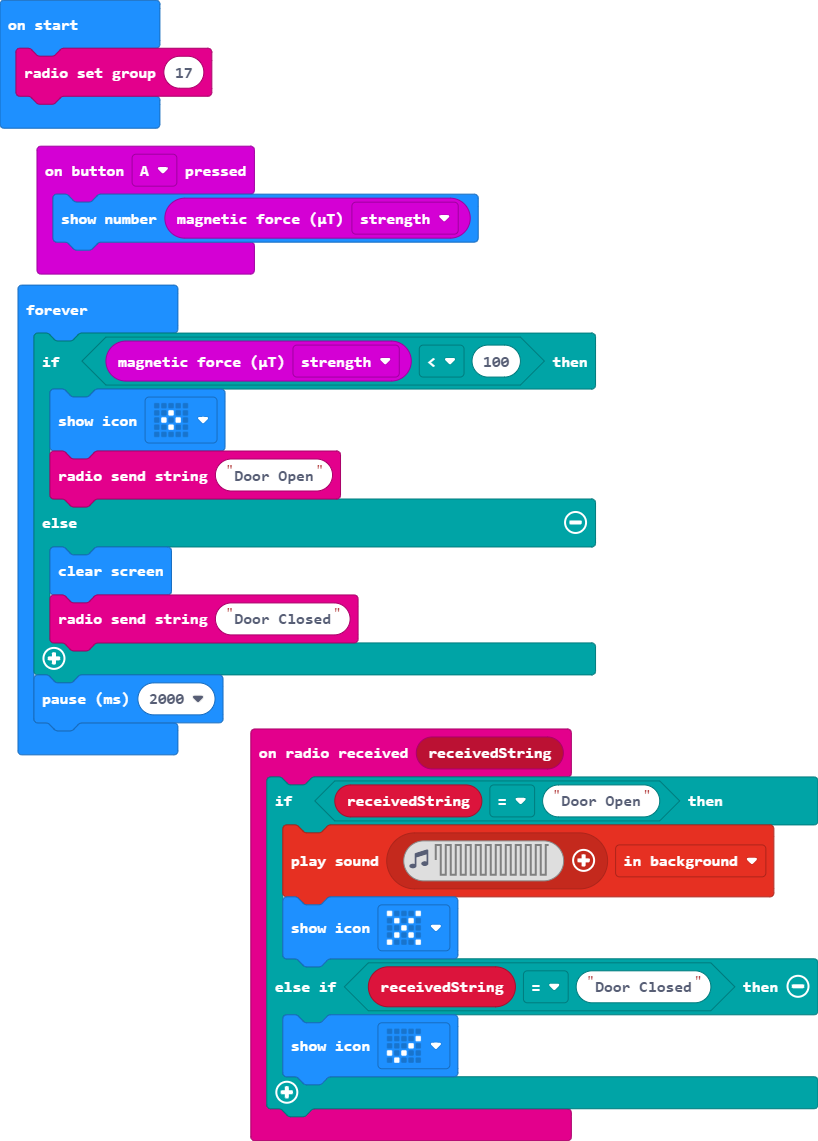 on start
radio set group 17
on button A pressed
show number magnetic force (µT) strength
forever
if magnetic force (µT) strength < 100 then
show icon
radio send string "Door Open"
else
clear screen
radio send string "Door Closed"
pause (ms) 2000
on radio received receivedString
if receivedString = "Door Open" then
play sound in background
show icon
else if receivedString = "Door Closed" then
show icon